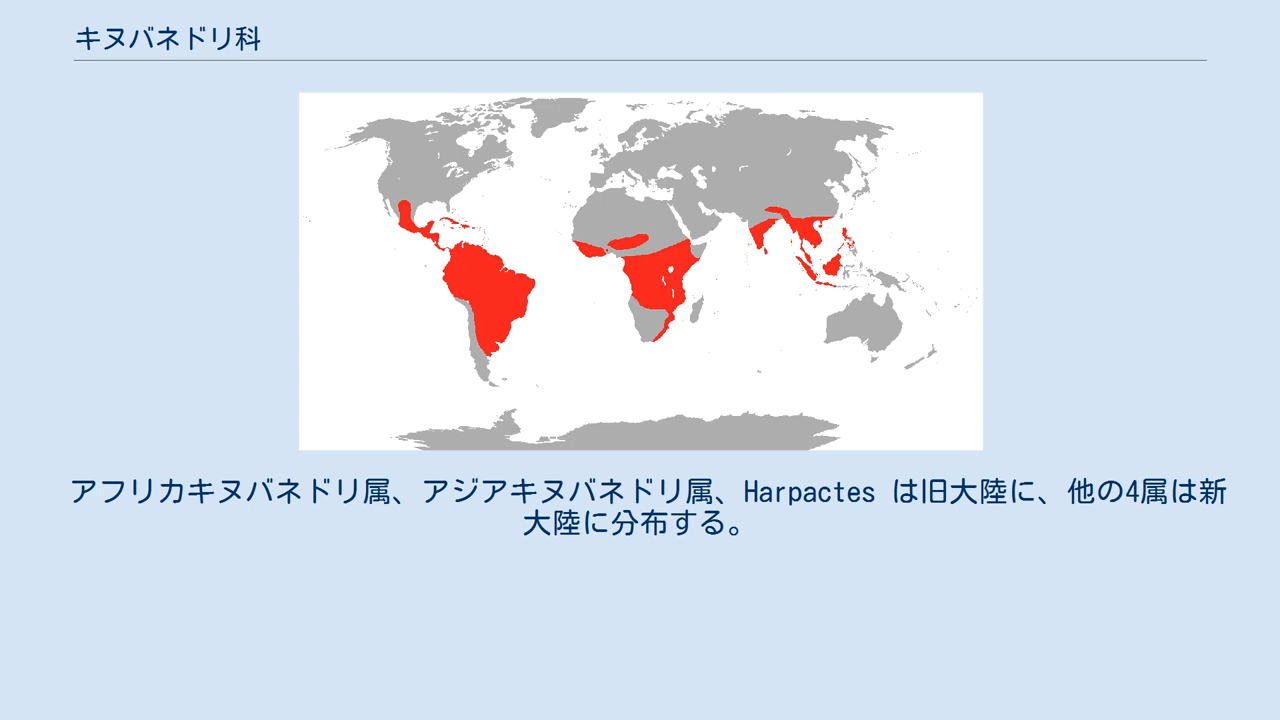 キヌバネドリ科
アフリカキヌバネドリ属、アジアキヌバネドリ属、Harpactes は旧大陸に、他の4属は新
大陸に分布する。